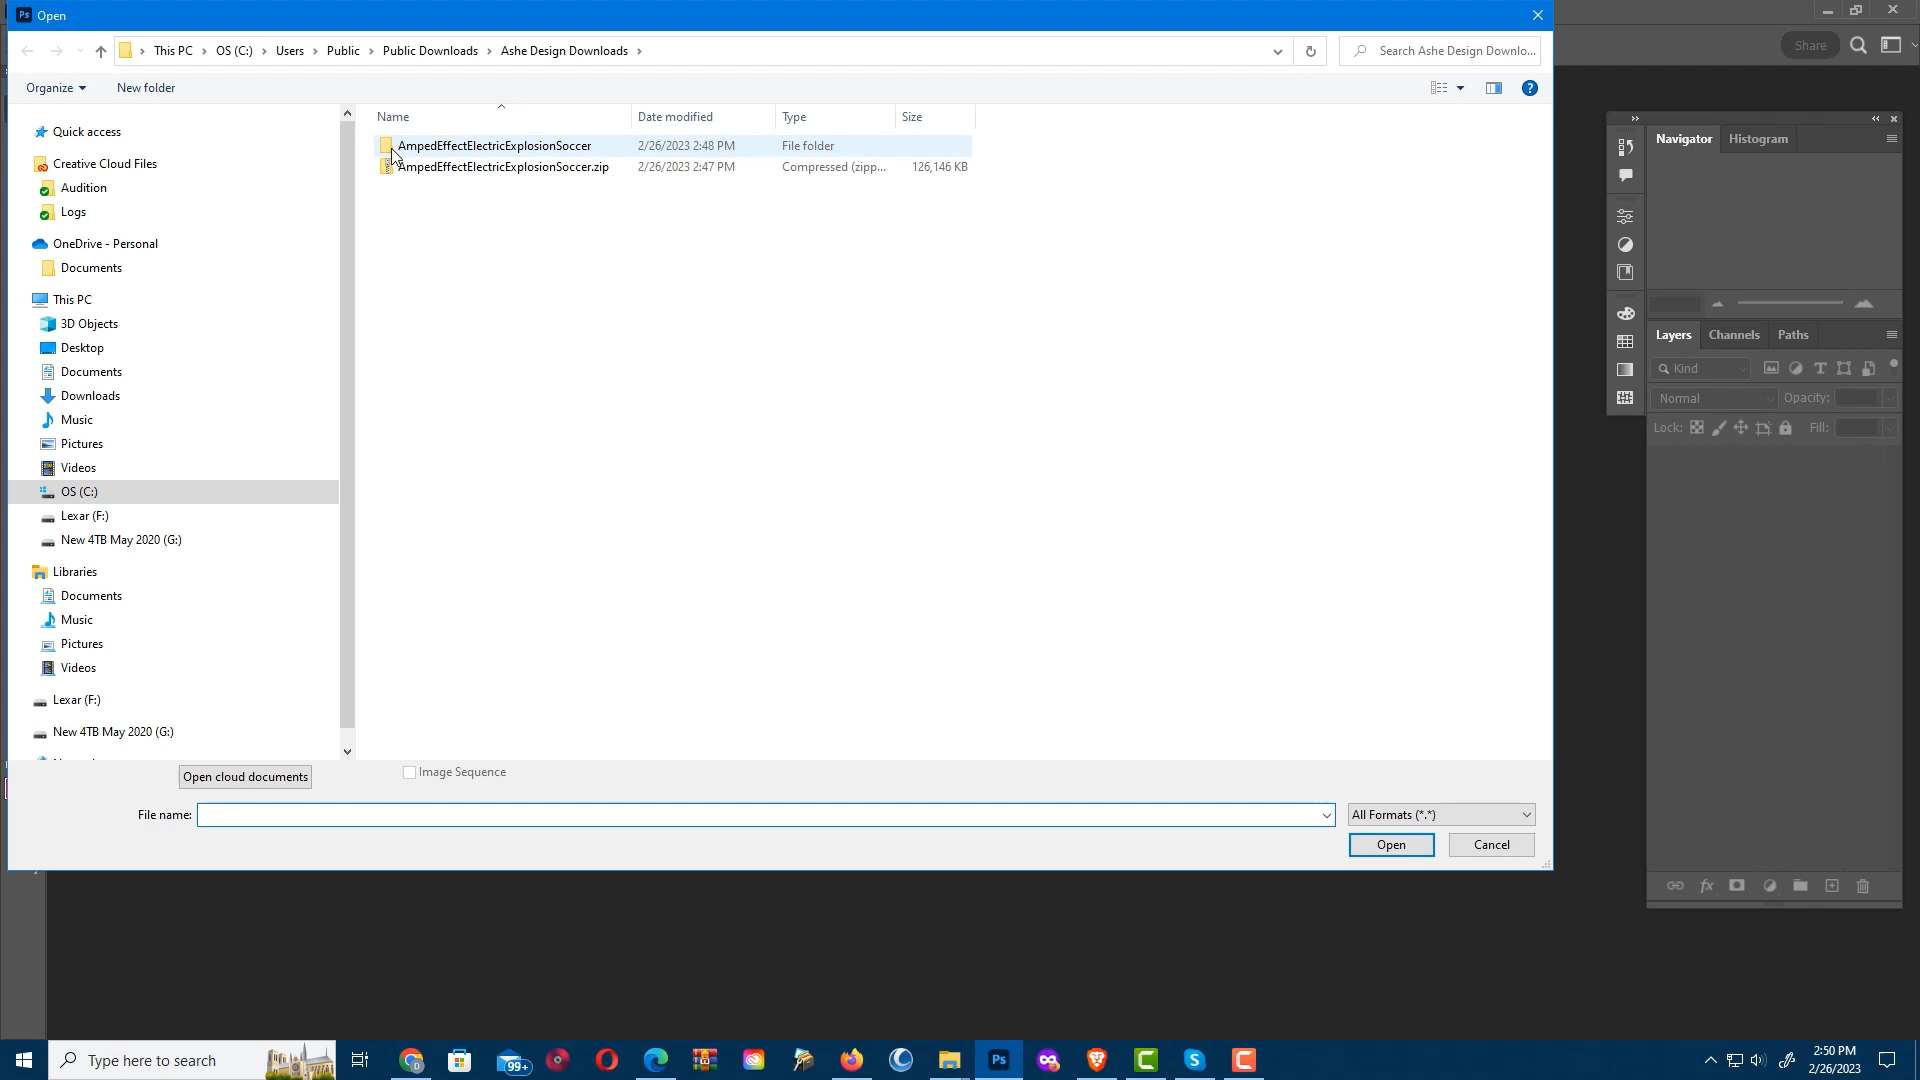 Ps Open
This PC > OS (C:) > Users > Public > Public Downloads > Ashe Design Downloads >
Search Ashe Design Downlo...
Share
Organize
New folder
Name
Date modified
Type
Size
AmpedEffectElectricExplosionSoccer 2/26/2023 2:48 PM File folder
AmpedEffectElectricExplosionSoccer.zip 2/26/2023 2:47 PM Compressed (zipp... 126,146 KB
Quick access
Creative Cloud Files
Audition
Logs
OneDrive - Personal
Documents
This PC
3D Objects
Desktop
Documents
Downloads
Music
Pictures
Videos
OS (C:)
Lexar (F:)
New 4TB May 2020 (G:)
Libraries
Documents
Music
Pictures
Videos
Lexar (F:)
New 4TB May 2020 (G:)
Open cloud documents
Image Sequence
File name:
All Formats (*.*)
Open
Cancel
Navigator
Histogram
Layers
Channels
Paths
Kind
Normal
Opacity:
Lock:
Fill:
fx
Type here to search
99+
D
Ps
2:50 PM
2/26/2023